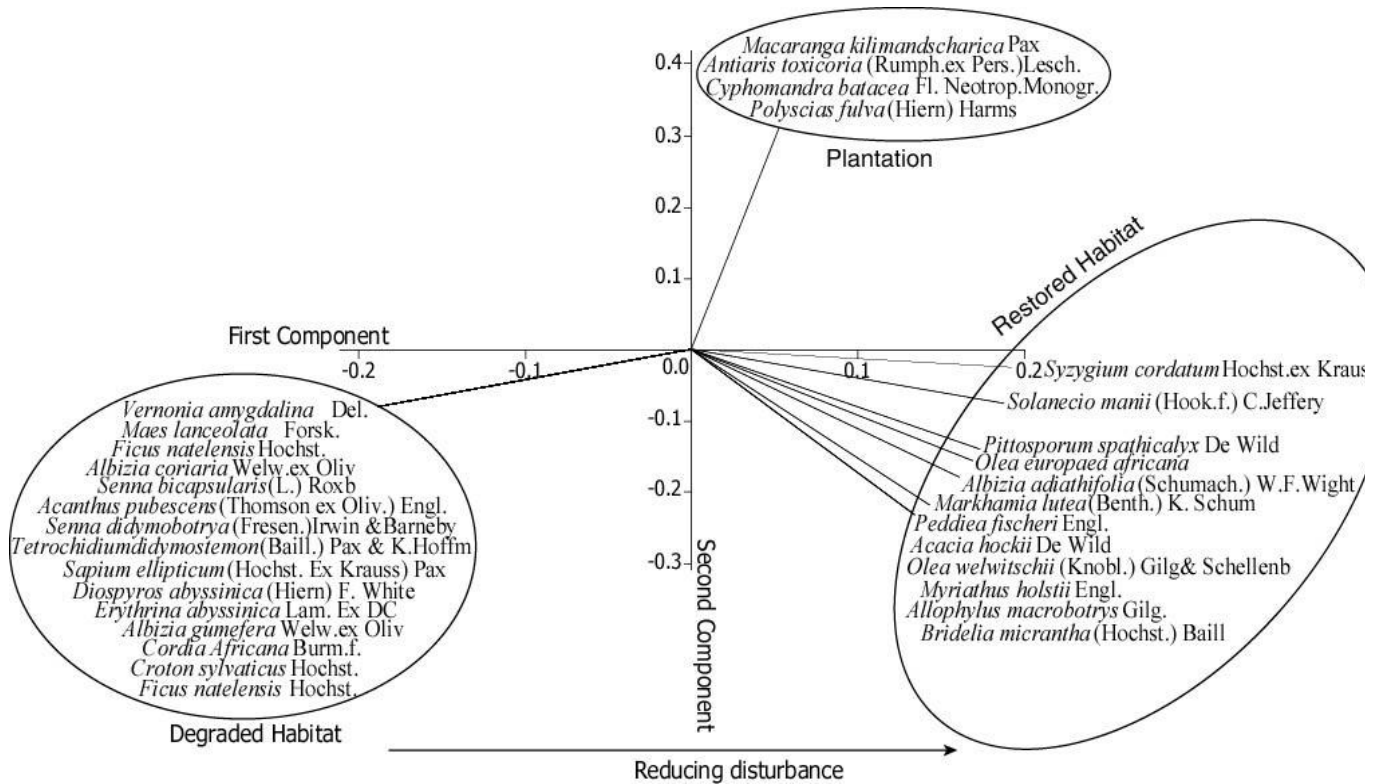 Macaranga kilimandscharica Pax
Antiaris toxicoria (Rumph.ex Pers.)Lesch.
Cyphomandra batacea Fl. Neotrop.Monogr.
Polyscias fulva (Hiern) Harms
Plantation
0.4
0.3
0.2
0.1
0.0
-0.1
-0.2
-0.3
Second Component
First Component
-0.2
-0.1
0.1
0.2
Restored Habitat
Syzygium cordatum Hochst.ex Kraus
Solanecio manii (Hook.f.) C.Jeffery
Pittosporum spathicalyx De Wild
Olea europaea africana
Albizia adiathifolia (Schumach.) W.F.Wight
Markhamia lutea (Benth.) K. Schum
Peddiea fischeri Engl.
Acacia hockii De Wild
Olea welwitschii (Knobl.) Gilg& Schellenb
Myriathus holstii Engl.
Allophylus macrobotrys Gilg.
Bridelia micrantha (Hochst.) Baill
Vernonia amygdalina Del.
Maes lanceolata Forsk.
Ficus natelensis Hochst.
Albizia coriaria Welw.ex Oliv
Senna bicapsularis (L.) Roxb
Acanthus pubescens (Thomson ex Oliv.) Engl.
Senna didymobotrya (Fresen.)Irwin &Barneby
Tetrochidiumdidymostemon (Baill.) Pax & K.Hoffm
Sapium ellipticum (Hochst. Ex Krauss) Pax
Diospyros abyssinica (Hiern) F. White
Erythrina abyssinica Lam. Ex DC
Albizia gumefera Welw.ex Oliv
Cordia Africana Burm.f.
Croton sylvaticus Hochst.
Ficus natelensis Hochst.
Degraded Habitat
Reducing disturbance